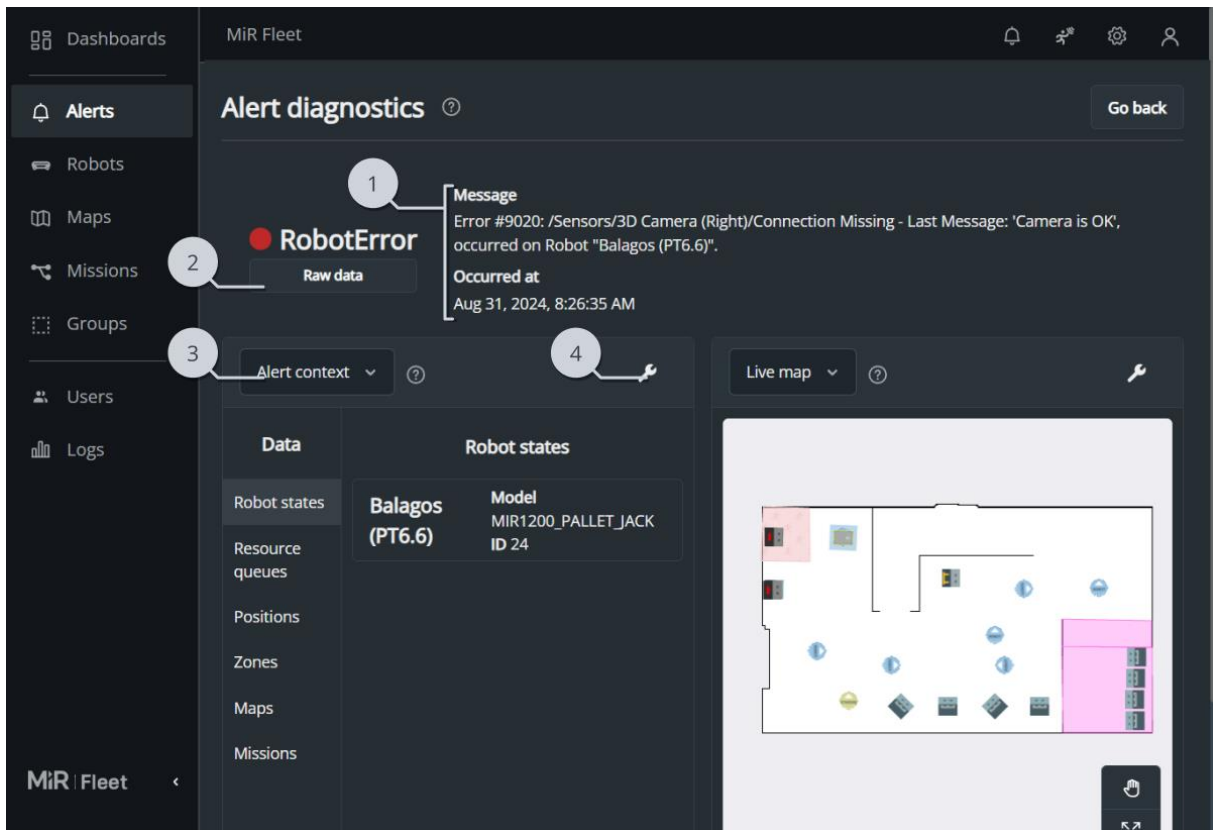 Dashboards
Alerts
Robots
Maps
Missions
Groups
Users
Logs
MiR Fleet
MiR Fleet
Alert diagnostics ?
Go back
1
Message
Error #9020: /Sensors/3D Camera (Right)/Connection Missing - Last Message: 'Camera is OK',
occurred on Robot "Balagos (PT6.6)".
RobotError
2
Raw data
Occurred at
Aug 31, 2024, 8:26:35 AM
3
Alert context ?
4
Data
Robot states
Resource
queues
Positions
Zones
Maps
Missions
Robot states
Balagos
(PT6.6)
Model
MIR1200_PALLET_JACK
ID 24
Live map ?